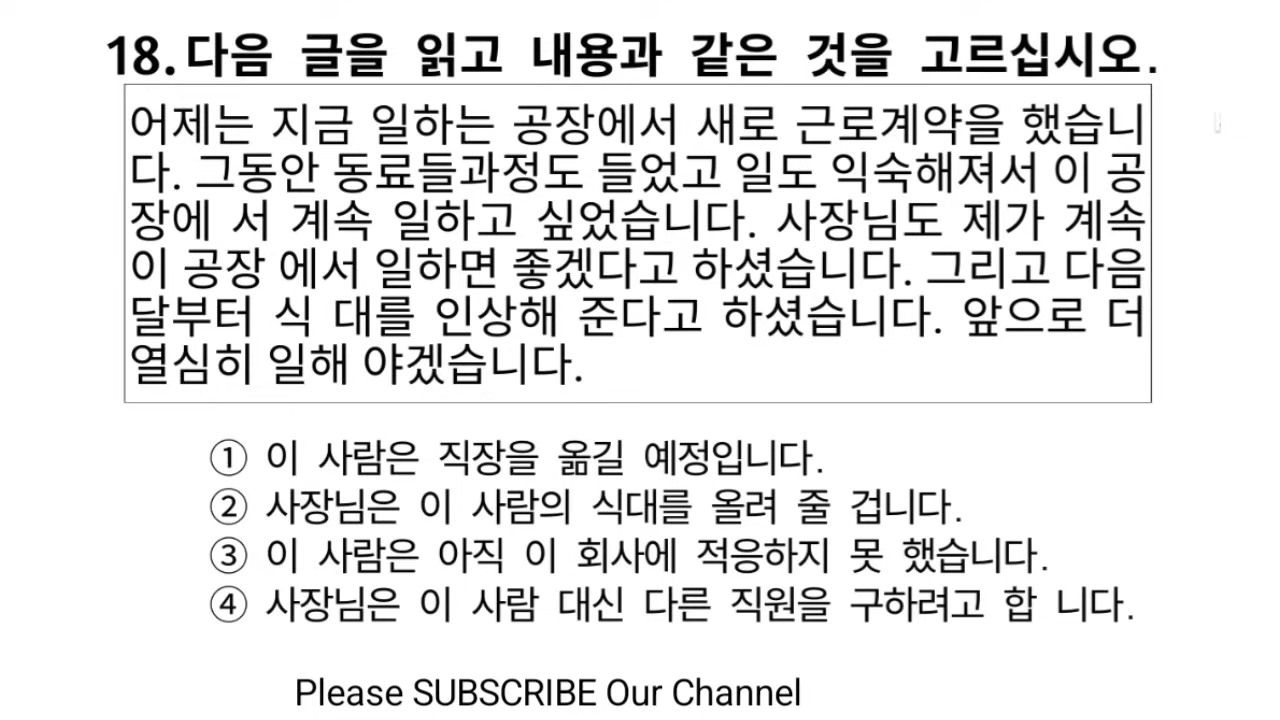 18.다음 글을 읽고 내용과 같은 것을 고르십시오.
어제는 지금 일하는 공장에서 새로 근로계약을 했습니
다. 그동안 동료들과정도 들었고 일도 익숙해져서 이 공
장에 서 계속 일하고 싶었습니다. 사장님도 제가 계속
이 공장 에서 일하면 좋겠다고 하셨습니다. 그리고 다음
달부터 식 대를 인상해 준다고 하셨습니다. 앞으로 더
열심히 일해 야겠습니다.
① 이 사람은 직장을 옮길 예정입니다.
② 사장님은 이 사람의 식대를 올려 줄 겁니다.
③ 이 사람은 아직 이 회사에 적응하지 못 했습니다.
④ 사장님은 이 사람 대신 다른 직원을 구하려고 합 니다.
Please SUBSCRIBE Our Channel